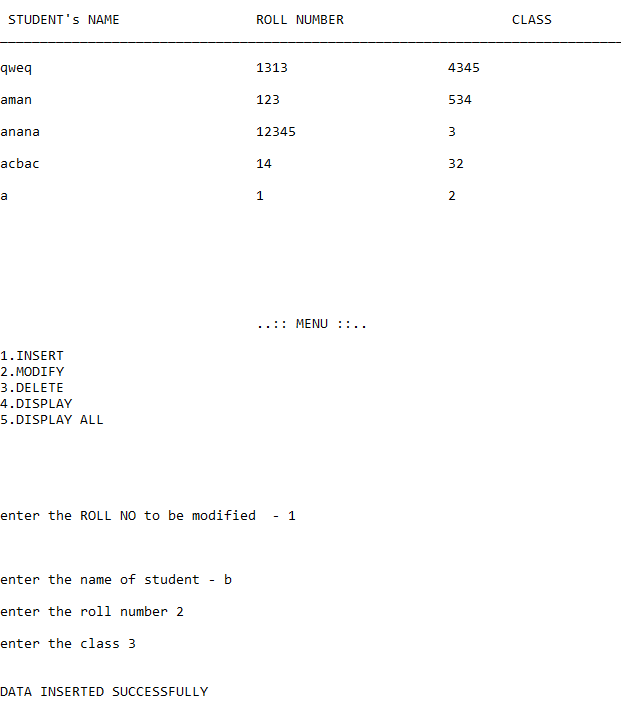 STUDENT's NAME ROLL NUMBER CLASS
qweq 1313 4345
aman 123 534
anana 12345 3
acbac 14 32
a 1 2
..:: MENU ::..
1.INSERT
2.MODIFY
3.DELETE
4.DISPLAY
5.DISPLAY ALL
enter the ROLL NO to be modified  - 1
enter the name of student - b
enter the roll number 2
enter the class 3
DATA INSERTED SUCCESSFULLY